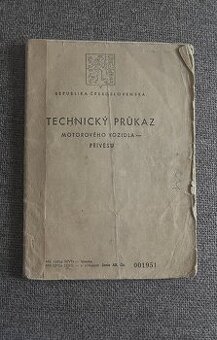 REPUBLIKA ČESKOSLOVENSKÁ
TECHNICKÝ PRŮKAZ
MOTOROVÉHO VOZIDLA —
PŘÍVĚSU
001951